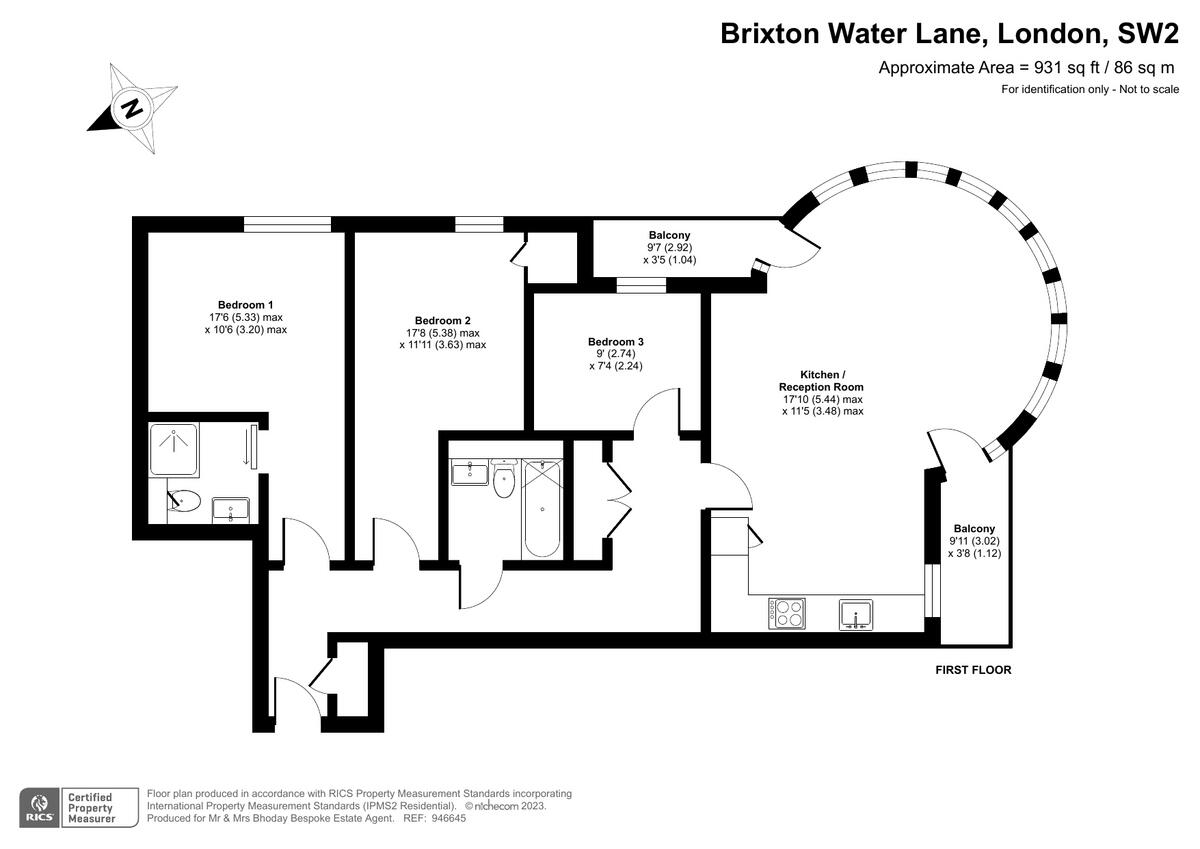 Brixton Water Lane, London, SW2
Approximate Area = 931 sq ft / 86 sq m
For identification only - Not to scale
N
Balcony
9'7 (2.92)
x 3'5 (1.04)
Bedroom 1
17'6 (5.33) max
x 10'6 (3.20) max
Bedroom 2
17'8 (5.38) max
x 11'11 (3.63) max
Bedroom 3
9' (2.74)
x 7'4 (2.24)
Kitchen /
Reception Room
17'10 (5.44) max
x 11'5 (3.48) max
Balcony
9'11 (3.02)
x 3'8 (1.12)
FIRST FLOOR
RICS
Certified
Property
Measurer
Floor plan produced in accordance with RICS Property Measurement Standards incorporating
International Property Measurement Standards (IPMS2 Residential). © nichecom 2023.
Produced for Mr & Mrs Bhoday Bespoke Estate Agent. REF: 946645